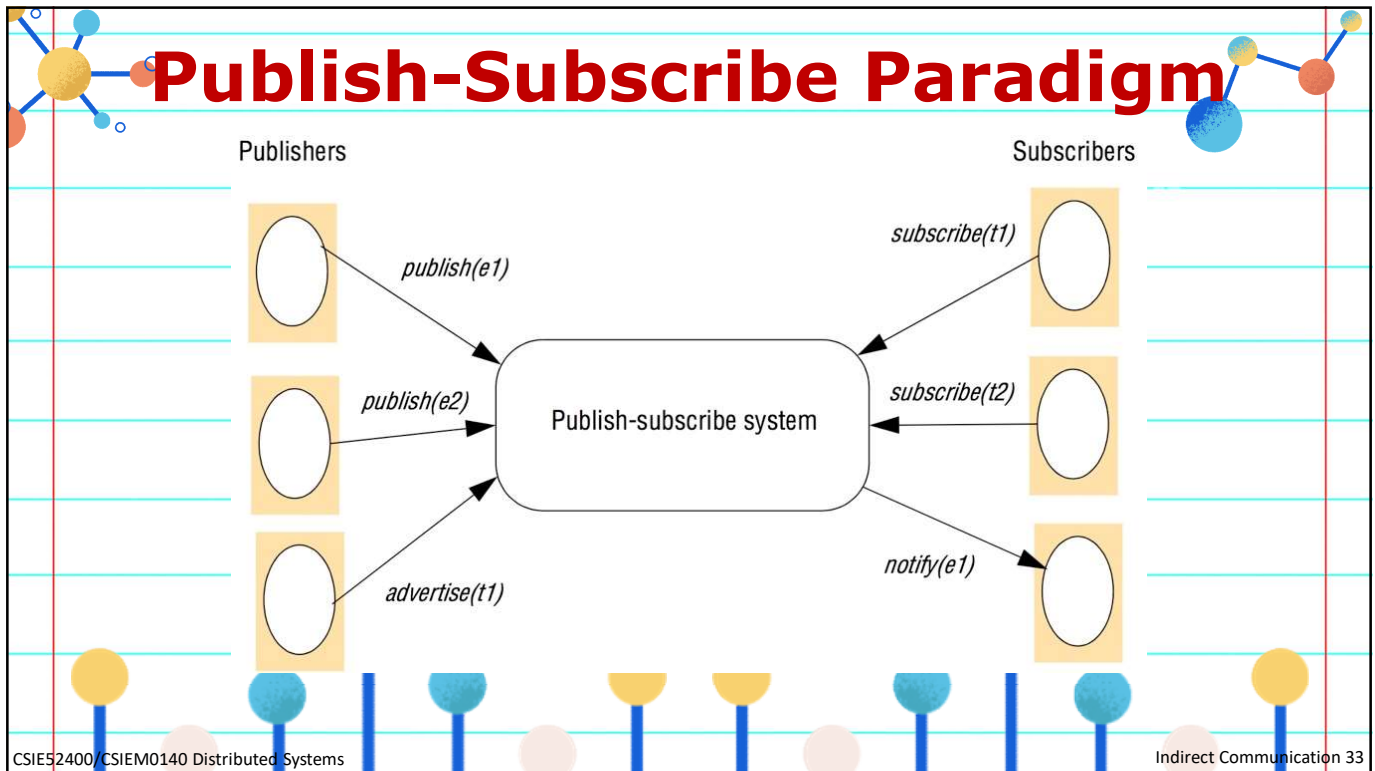 Publish-Subscribe Paradigm
Publishers
Subscribers
publish(e1)
subscribe(t1)
publish(e2)
Publish-subscribe system
subscribe(t2)
advertise(t1)
notify(e1)
CSIE52400/CSIEM0140 Distributed Systems
Indirect Communication 33